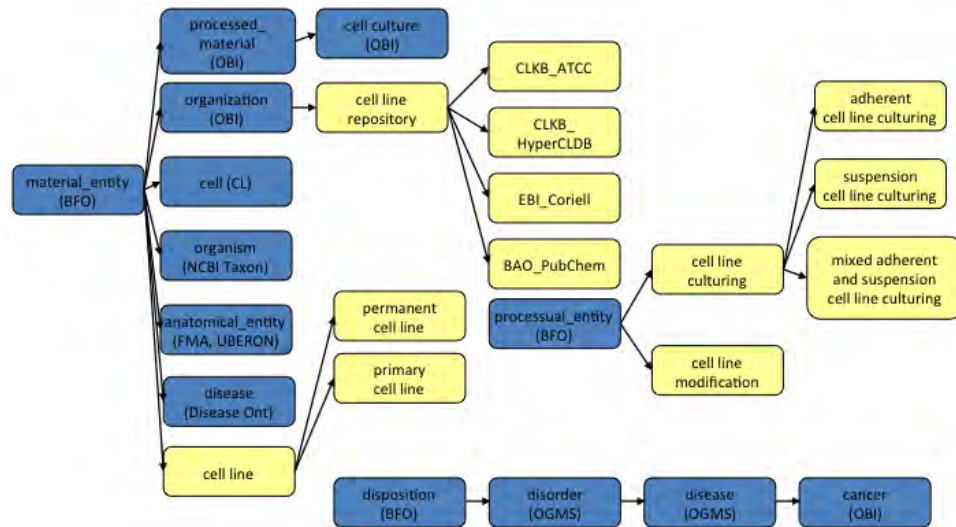 processed_
material
(OBI)
cell culture
(OBI)
organization
(OBI)
cell line
repository
CLKB_ATCC
CLKB_
HyperCLDB
EBI_Coriell
BAO_PubChem
material_entity
(BFO)
cell (CL)
organism
(NCBI Taxon)
anatomical_entity
(FMA, UBERON)
disease
(Disease Ont)
cell line
permanent
cell line
primary
cell line
processual_entity
(BFO)
cell line
culturing
cell line
modification
adherent
cell line culturing
suspension
cell line culturing
mixed adherent
and suspension
cell line culturing
disposition
(BFO)
disorder
(OGMS)
disease
(OGMS)
cancer
(OBI)